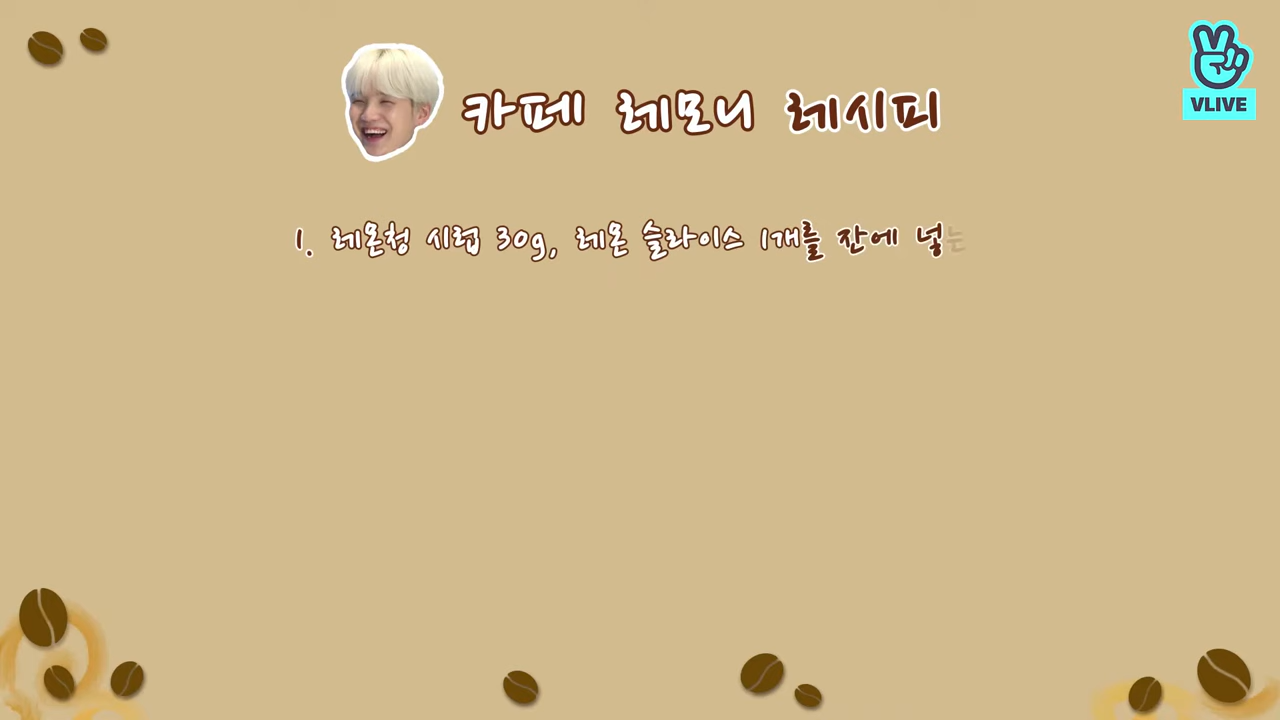 카페 레모니 레시피
VLIVE
1. 레몬청 시럽 30g, 레몬 슬라이스 1개를 잔에 넣는